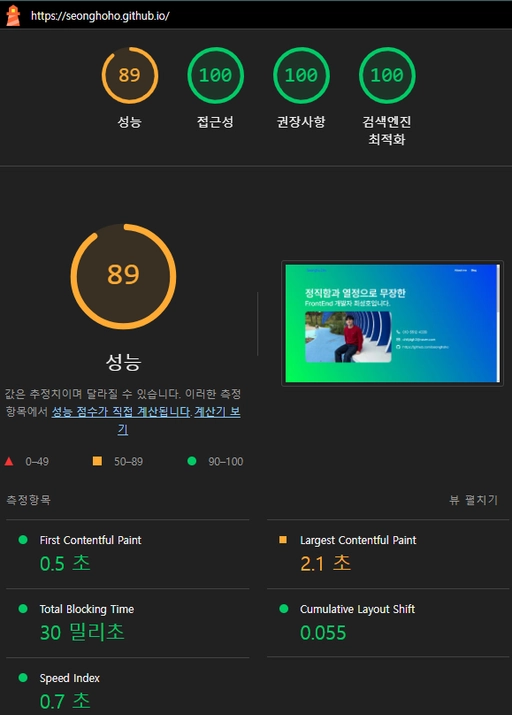 https://seonghoho.github.io/
89
100
100
100
성능
접근성
권장사항
검색엔진
최적화
89
성능
값은 추정치이며 달라질 수 있습니다. 이러한 측정
항목에서 성능 점수가 직접 계산됩니다.계산기 보
기
0–49
50–89
90–100
정직함과 열정으로 무장한
FrontEnd 개발자 최성호입니다.
측정항목
뷰 펼치기
First Contentful Paint
0.5 초
Largest Contentful Paint
2.1 초
Total Blocking Time
30 밀리초
Cumulative Layout Shift
0.055
Speed Index
0.7 초